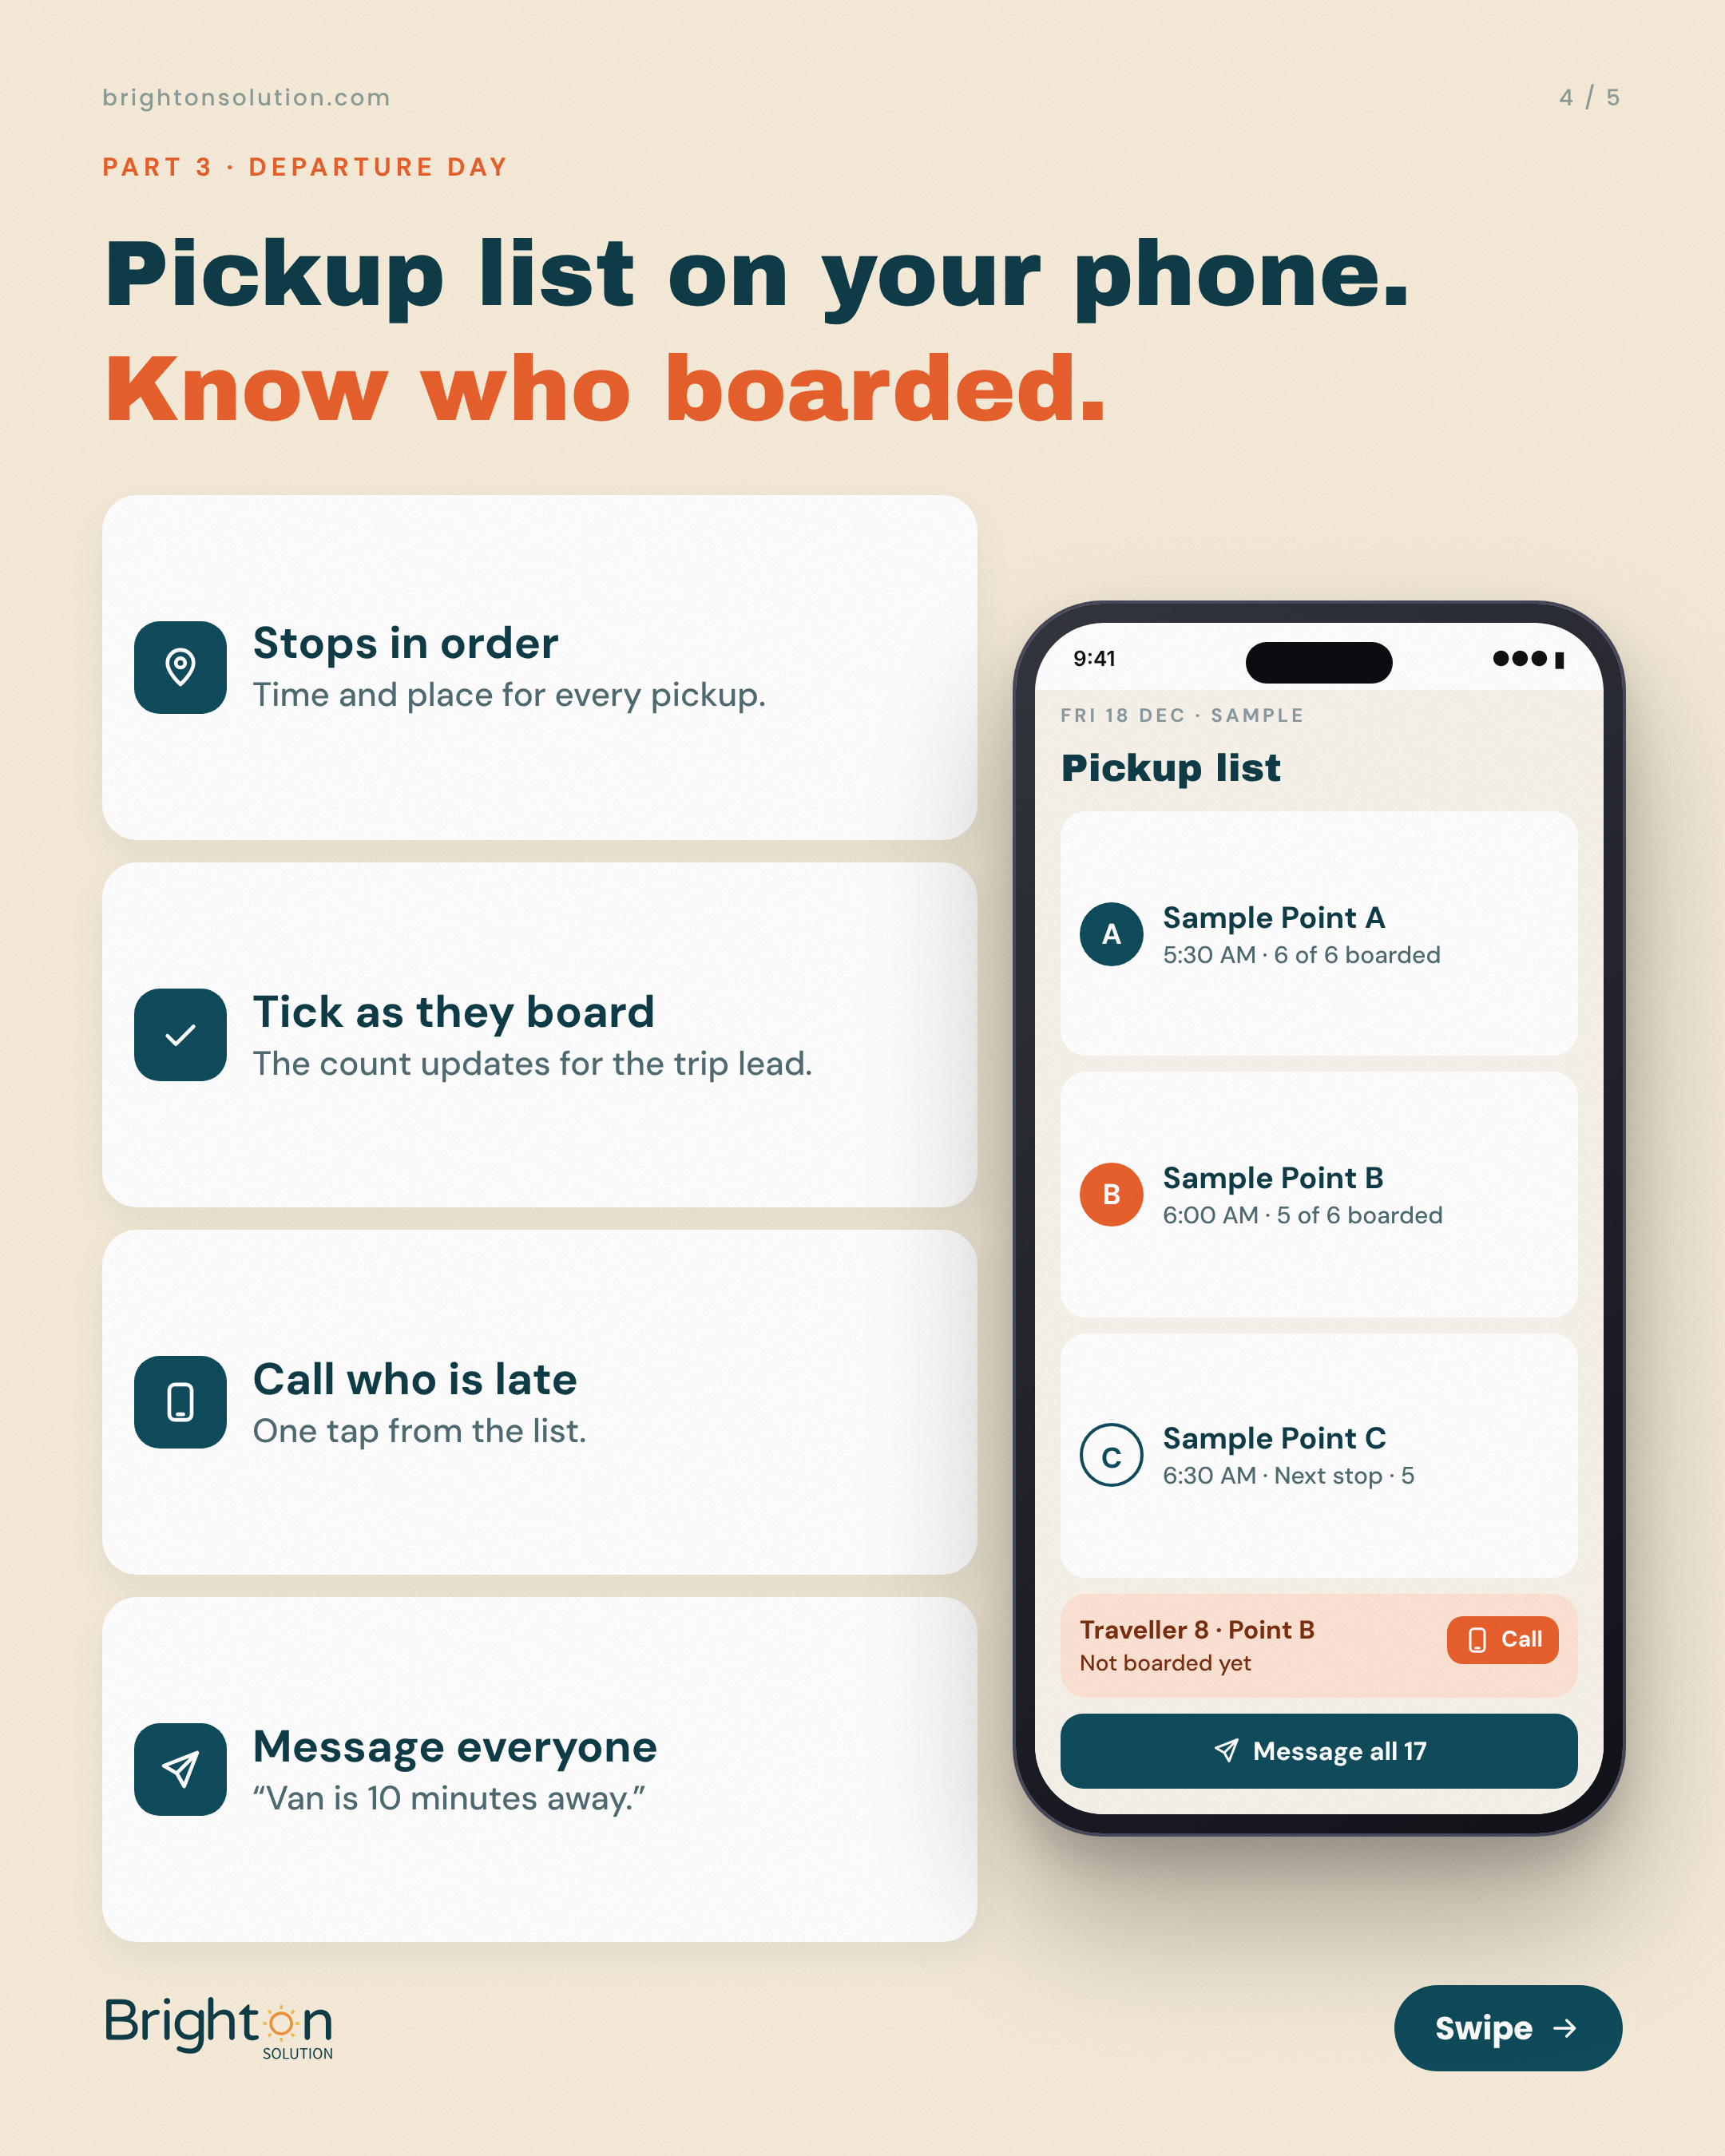 brightonsolution.com
4 / 5
PART 3 · DEPARTURE DAY
Pickup list on your phone.
Know who boarded.
Stops in order
Time and place for every pickup.
Tick as they board
The count updates for the trip lead.
Call who is late
One tap from the list.
Message everyone
“Van is 10 minutes away.”
9:41
FRI 18 DEC · SAMPLE
Pickup list
A
Sample Point A
5:30 AM · 6 of 6 boarded
B
Sample Point B
6:00 AM · 5 of 6 boarded
C
Sample Point C
6:30 AM · Next stop · 5
Traveller 8 · Point B
Not boarded yet
Call
Message all 17
Brighton
SOLUTION
Swipe →